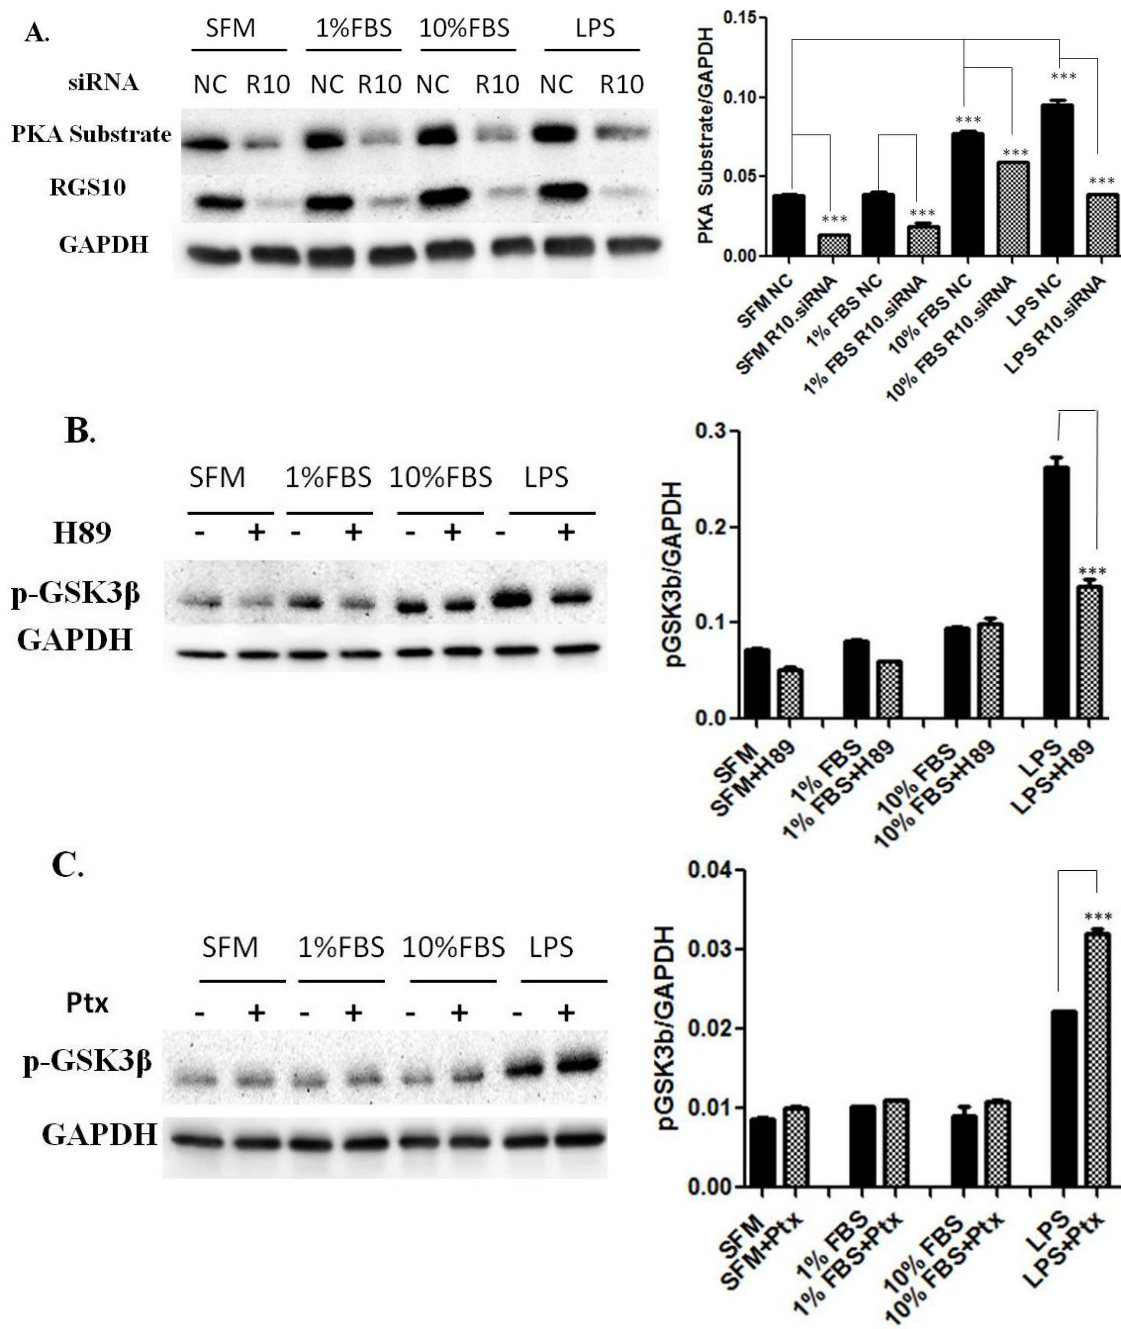 A.
SFM 1%FBS 10%FBS LPS
siRNA NC R10 NC R10 NC R10 NC R10
PKA Substrate
RGS10
GAPDH
PKA Substrate/GAPDH
0.15
0.10
0.05
0.00
*** *** *** *** *** ***
SFM NC
SFM R10.siRNA
1% FBS NC
1% FBS R10.siRNA
10% FBS NC
10% FBS R10.siRNA
LPS NC
LPS R10.siRNA
B.
SFM 1%FBS 10%FBS LPS
H89 - + - + - + - +
p-GSK3β
GAPDH
pGSK3b/GAPDH
0.3
0.2
0.1
0.0
***
SFM
SFM+H89
1% FBS
1% FBS+H89
10% FBS
10% FBS+H89
LPS
LPS+H89
C.
SFM 1%FBS 10%FBS LPS
Ptx - + - + - + - +
p-GSK3β
GAPDH
pGSK3b/GAPDH
0.04
0.03
0.02
0.01
0.00
***
SFM
SFM+Ptx
1% FBS
1% FBS+Ptx
10% FBS
10% FBS+Ptx
LPS
LPS+Ptx